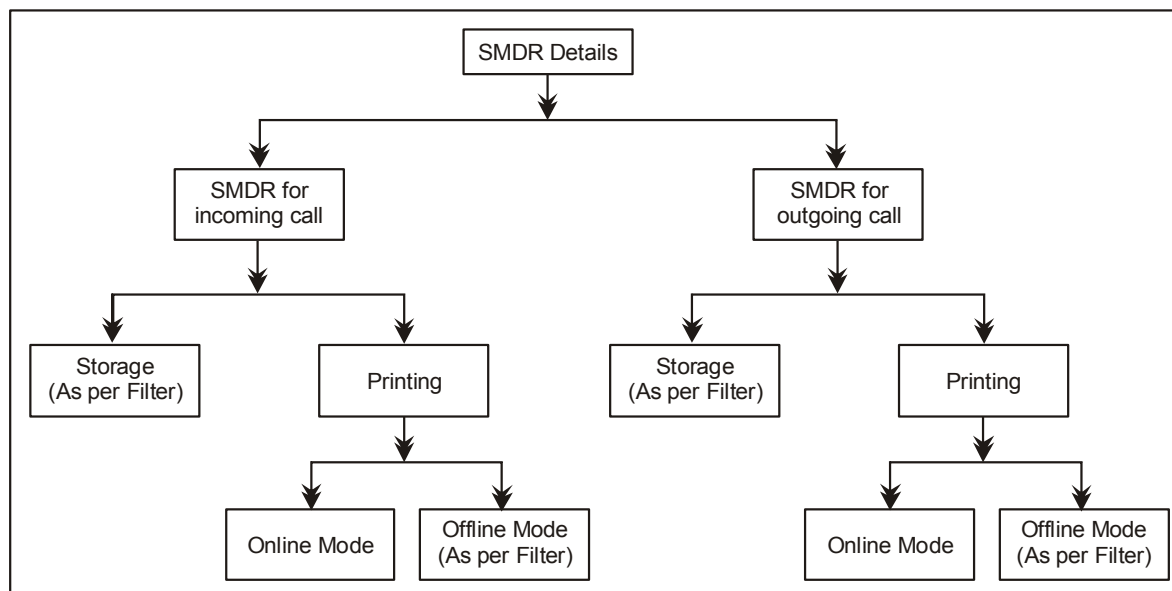 SMDR Details
SMDR for
incoming call
SMDR for
outgoing call
Storage
(As per Filter)
Printing
Storage
(As per Filter)
Printing
Online Mode
Offline Mode
(As per Filter)
Online Mode
Offline Mode
(As per Filter)